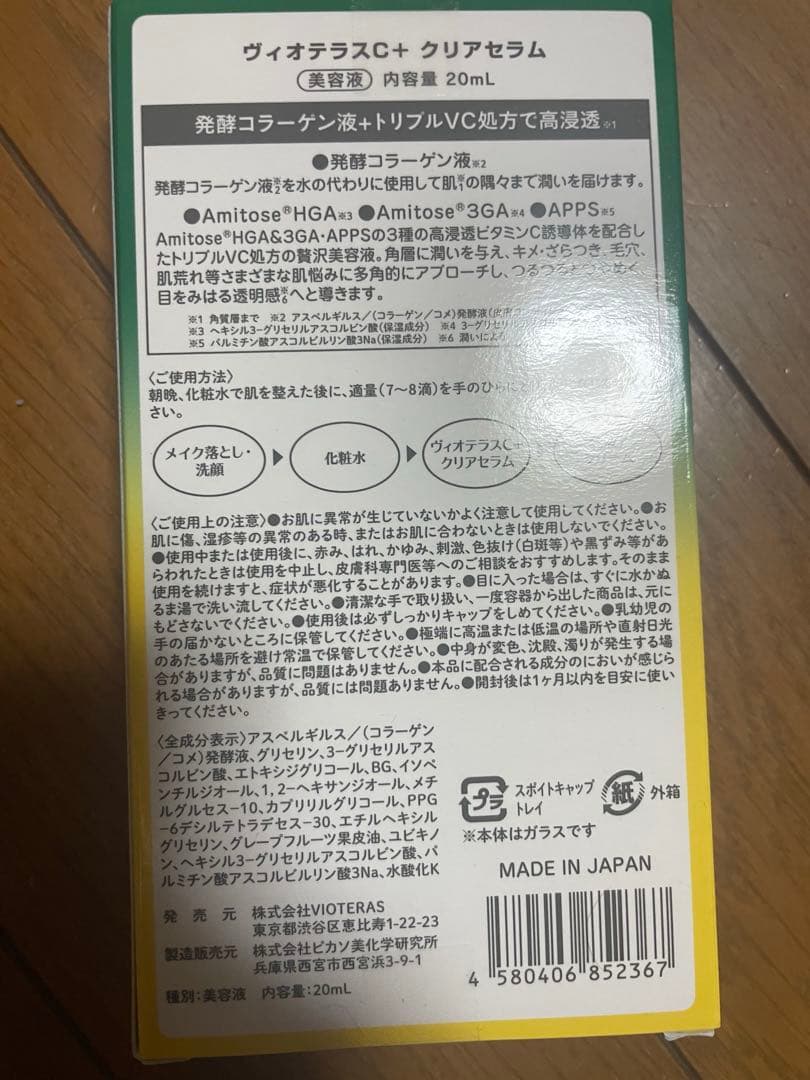 ヴィオテラスC+ クリアセラム
美容液 内容量 20mL
発酵コラーゲン液+トリプルVC処方で高浸透※1
●発酵コラーゲン液※2
発酵コラーゲン液※2を水の代わりに使用して肌※1の隅々まで潤いを届けます。
●Amitose®HGA※3 ●Amitose®3GA※4 ●APPS※5
Amitose®HGA&3GA・APPSの3種の高浸透ビタミンC誘導体を配合し
たトリプルVC処方の贅沢美容液。角層に潤いを与え、キメ・ざらつき、毛穴、
肌荒れ等さまざまな肌悩みに多角的にアプローチし、つるつるとつやめく
目をみはる透明感※6へと導きます。
※1 角質層まで ※2 アスペルギルス/(コラーゲン/コメ)発酵液
※3 ヘキシル3-グリセリルアスコルビン酸(保湿成分) ※4 3-グリセリル
※5 パルミチン酸アスコルビルリン酸3Na(保湿成分) ※6 潤いによる
〈ご使用方法〉
朝晩、化粧水で肌を整えた後に、適量(7〜8滴)を手のひらに
さい。
メイク落とし・
洗顔
化粧水
ヴィオテラスC+
クリアセラム
〈ご使用上の注意〉●お肌に異常が生じていないかよく注意して使用してください。●お
肌に傷、湿疹等の異常のある時、またはお肌に合わないときは使用しないでください。
●使用中または使用後に、赤み、はれ、かゆみ、刺激、色抜け(白斑等)や黒ずみ等があ
らわれたときは使用を中止し、皮膚科専門医等へのご相談をおすすめします。そのまま
使用を続けますと、症状が悪化することがあります。●目に入った場合は、すぐに水かぬ
るま湯で洗い流してください。●清潔な手で取り扱い、一度容器から出した商品は、元に
もどさないでください。●使用後は必ずしっかりキャップをしめてください。●乳幼児の
手の届かないところに保管してください。●極端に高温または低温の場所や直射日光
のあたる場所を避け常温で保管してください。●中身が変色、沈殿、濁りが発生する場
合がありますが、品質に問題はありません。●本品に配合される成分のにおいが感じら
れる場合がありますが、品質には問題ありません。●開封後は1ヶ月以内を目安に使い
きってください。
〈全成分表示〉アスペルギルス/(コラーゲン
/コメ)発酵液、グリセリン、3-グリセリルアス
コルビン酸、エトキシジグリコール、BG、イソペ
ンチルジオール、1,2-ヘキサンジオール、メチ
ルグルセス-10、カプリリルグリコール、PPG
-6デシルテトラデセス-30、エチルヘキシル
グリセリン、グレープフルーツ果皮油、ユビキノ
ン、ヘキシル3-グリセリルアスコルビン酸、パ
ルミチン酸アスコルビルリン酸3Na、水酸化K
プラ
スポイトキャップ
トレイ
紙
外箱
※本体はガラスです
MADE IN JAPAN
発売元 株式会社VIOTERAS
東京都渋谷区恵比寿1-22-23
製造販売元 株式会社ピカソ美化学研究所
兵庫県西宮市西宮浜3-9-1
種別:美容液 内容量:20mL
4 580406 852367